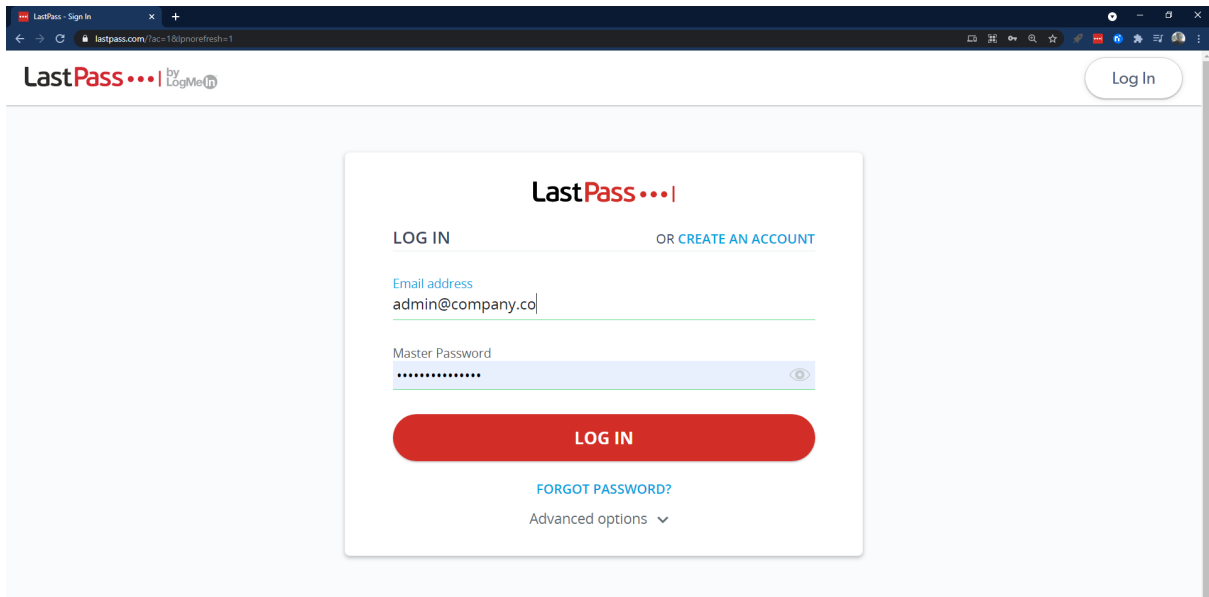 LastPass - Sign In
lastpass.com/?ac=1&lpnorefresh=1
LastPass by LogMeIn
Log In
LastPass
LOG IN OR CREATE AN ACCOUNT
Email address
admin@company.co
Master Password
•••••••••••••••
LOG IN
FORGOT PASSWORD?
Advanced options